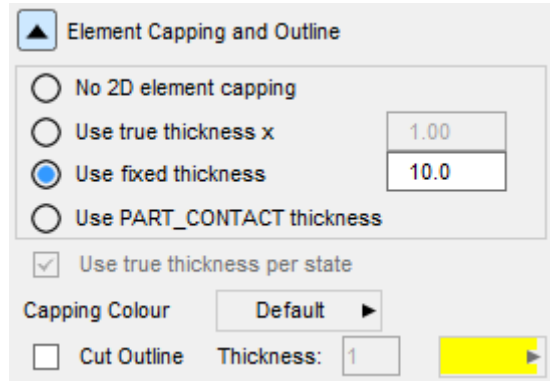 Element Capping and Outline
No 2D element capping
Use true thickness x 1.00
Use fixed thickness 10.0
Use PART_CONTACT thickness
Use true thickness per state
Capping Colour Default
Cut Outline Thickness: 1